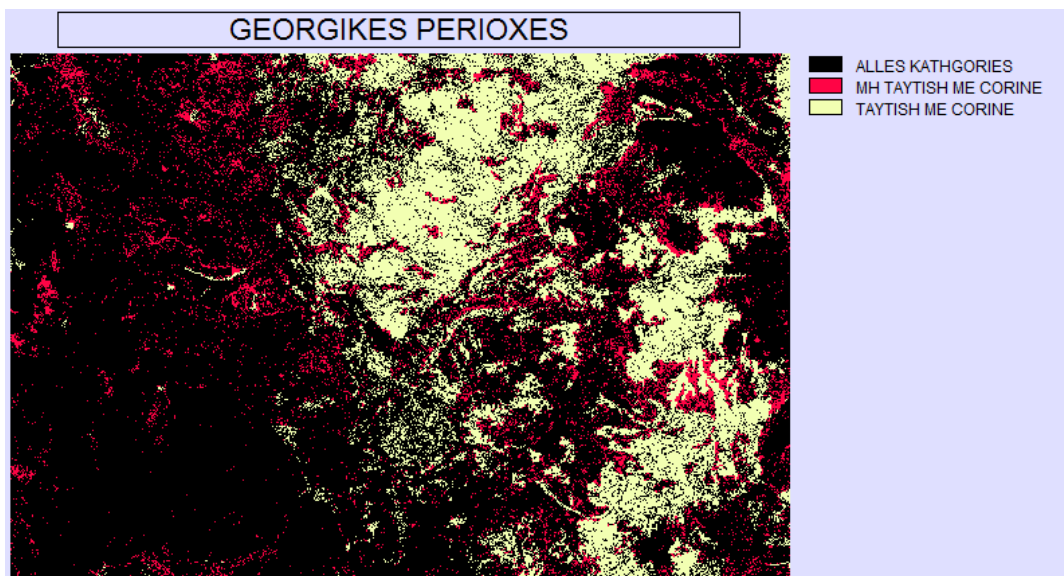 GEORGIKES PERIOXES
ALLES KATHGORIES
MH TAYTISH ME CORINE
TAYTISH ME CORINE